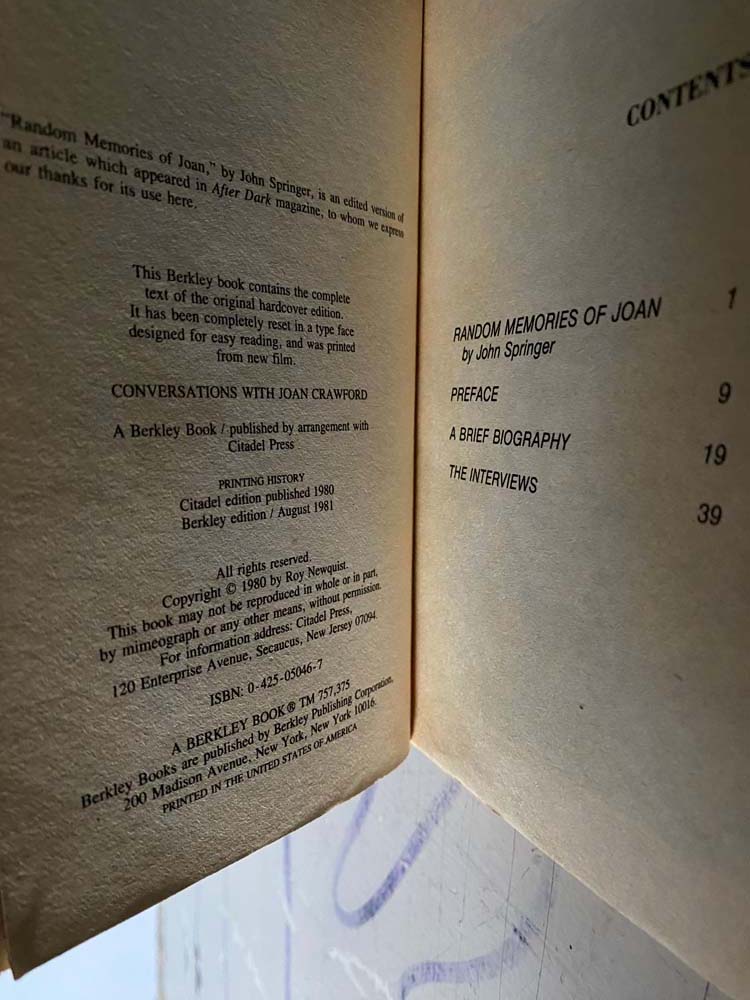 "Random Memories of Joan," by John Springer, is an edited version of
an article which appeared in After Dark magazine, to whom we express
our thanks for its use here.
This Berkley book contains the complete
text of the original hardcover edition.
It has been completely reset in a type face
designed for easy reading, and was printed
from new film.
CONVERSATIONS WITH JOAN CRAWFORD
A Berkley Book / published by arrangement with
Citadel Press
PRINTING HISTORY
Citadel edition published 1980
Berkley edition / August 1981
All rights reserved.
Copyright © 1980 by Roy Newquist.
This book may not be reproduced in whole or in part,
by mimeograph or any other means, without permission.
For information address: Citadel Press,
120 Enterprise Avenue, Secaucus, New Jersey 07094.
ISBN: 0-425-05046-7
A BERKLEY BOOK ® TM 757,375
Berkley Books are published by Berkley Publishing Corporation,
200 Madison Avenue, New York, New York 10016.
PRINTED IN THE UNITED STATES OF AMERICA
CONTENTS
RANDOM MEMORIES OF JOAN 1
by John Springer
PREFACE 9
A BRIEF BIOGRAPHY 19
THE INTERVIEWS 39